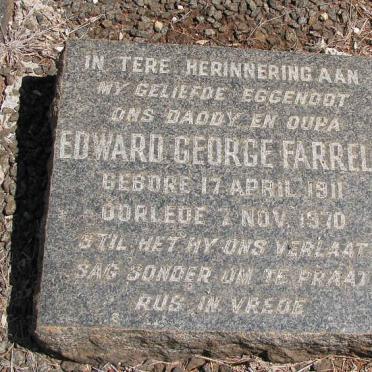 IN TERE HERINNERING AAN
MY GELIEFDE EGGENOOT
ONS DADDY EN OUPA
EDWARD GEORGE FARREL
GEBORE 17 APRIL 1911
OORLEDE 7 NOV. 1970
STIL HET HY ONS VERLAAT
SAG SONDER OM TE PRAAT
RUS IN VREDE